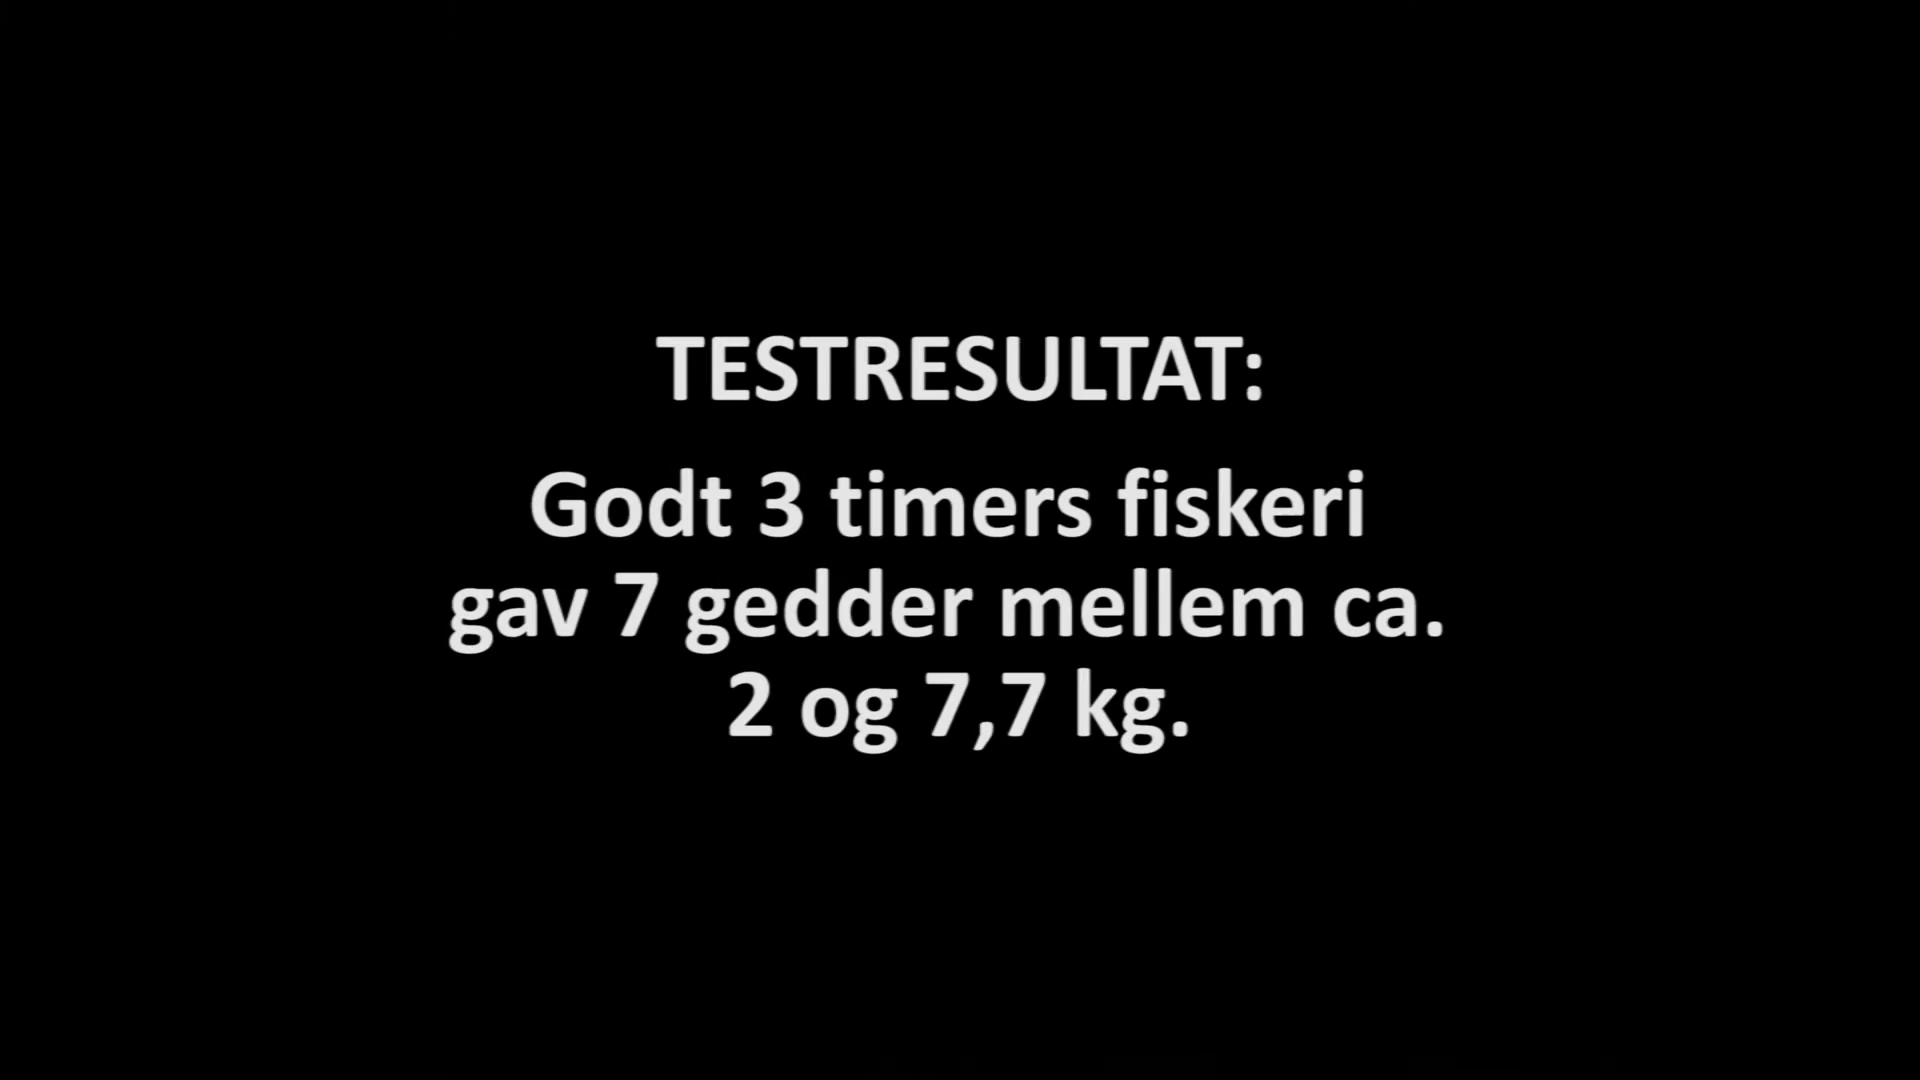 TESTRESULTAT:
Godt 3 timers fiskeri
gav 7 gedder mellem ca.
2 og 7,7 kg.